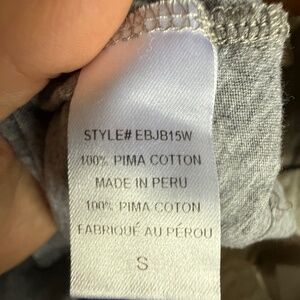 STYLE# EBJB15W
100% PIMA COTTON
MADE IN PERU
100% PIMA COTON
FABRIQUÉ AU PÉROU
S